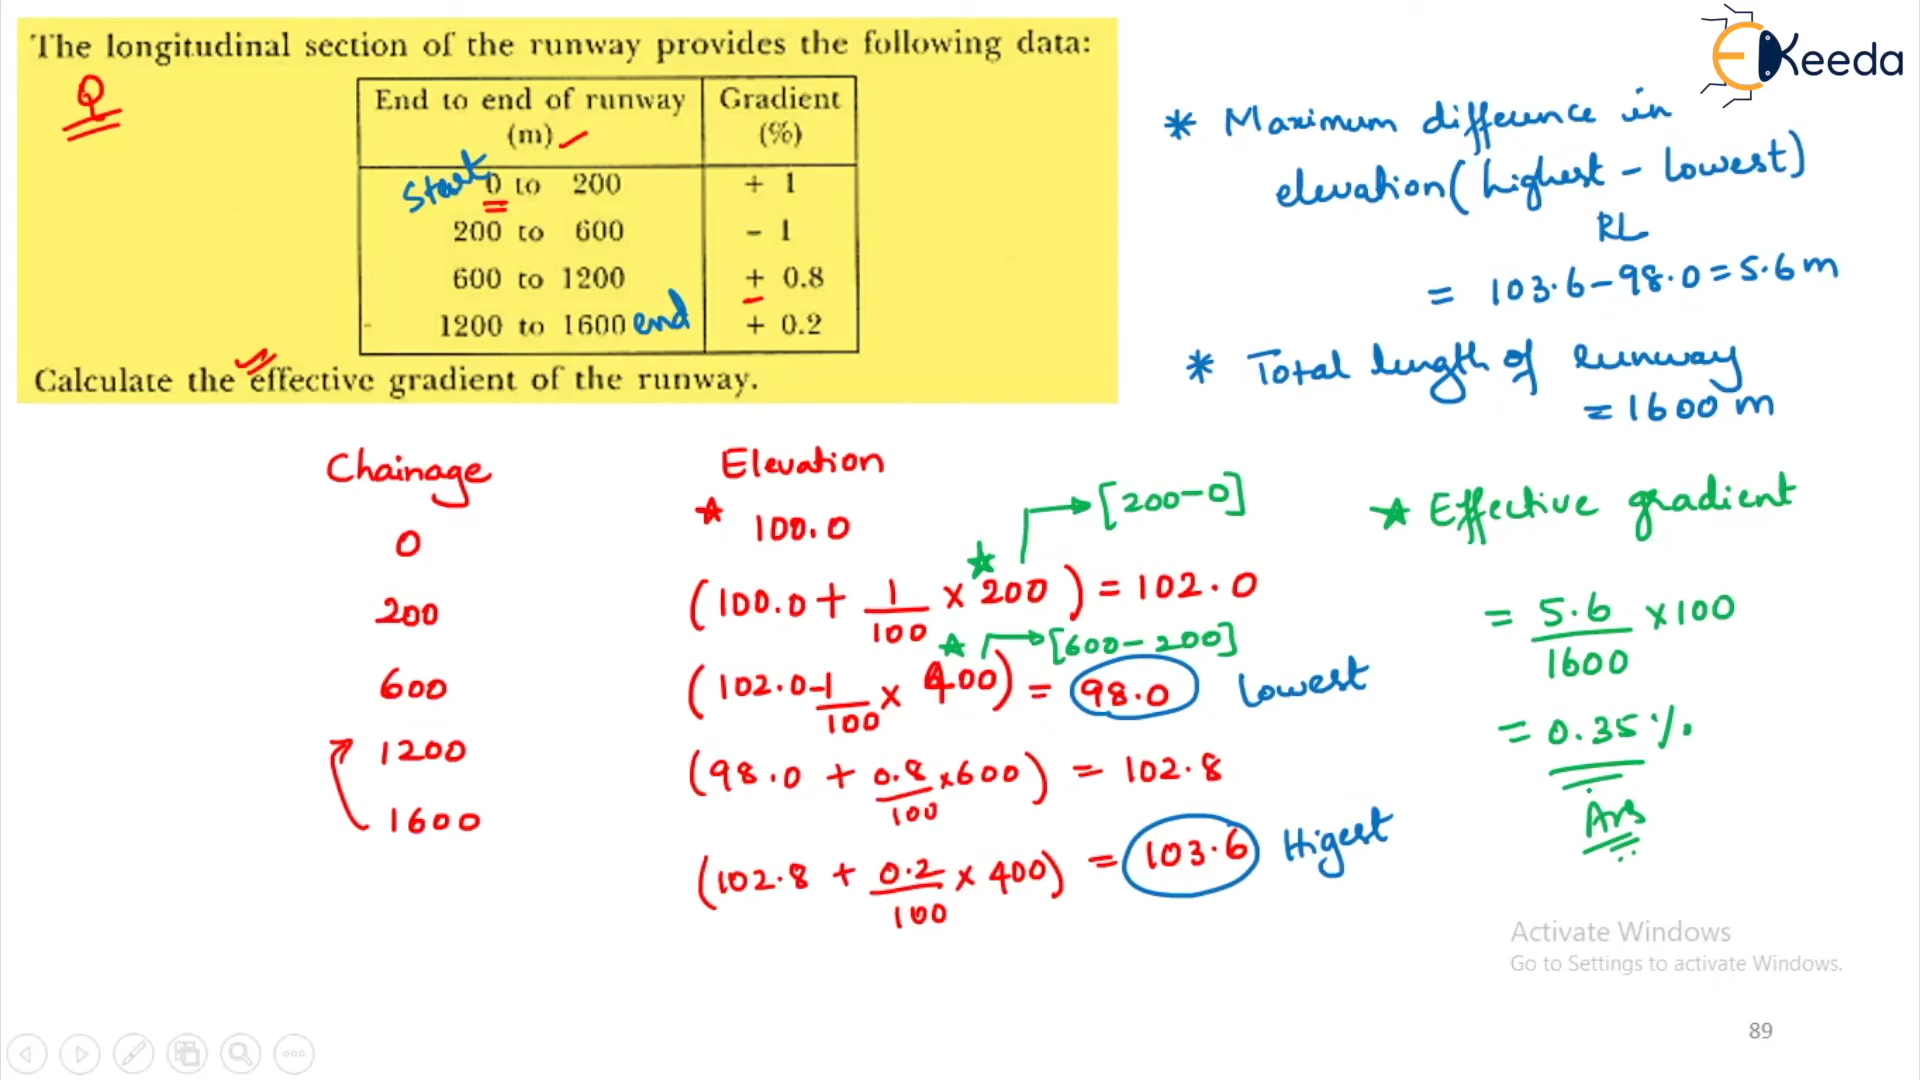 The longitudinal section of the runway provides the following data:
Q
End to end of runway (m) Gradient (%)
Start 0 to 200 + 1
200 to 600 - 1
600 to 1200 + 0.8
1200 to 1600 end + 0.2
Calculate the effective gradient of the runway.
EKeeda
* Maximum difference in
elevation (highest - lowest)
RL
= 103.6 - 98.0 = 5.6 m
* Total length of runway
= 1600 m
Chainage Elevation
0 100.0
[200-0]
200 (100.0 + 1/100 × 200) = 102.0
[600-200]
600 (102.0 - 1/100 × 400) = 98.0 Lowest
1200 (98.0 + 0.8/100 × 600) = 102.8
1600 (102.8 + 0.2/100 × 400) = 103.6 Higest
Effective gradient
= 5.6/1600 × 100
= 0.35 %
Ans
Activate Windows
Go to Settings to activate Windows.
89